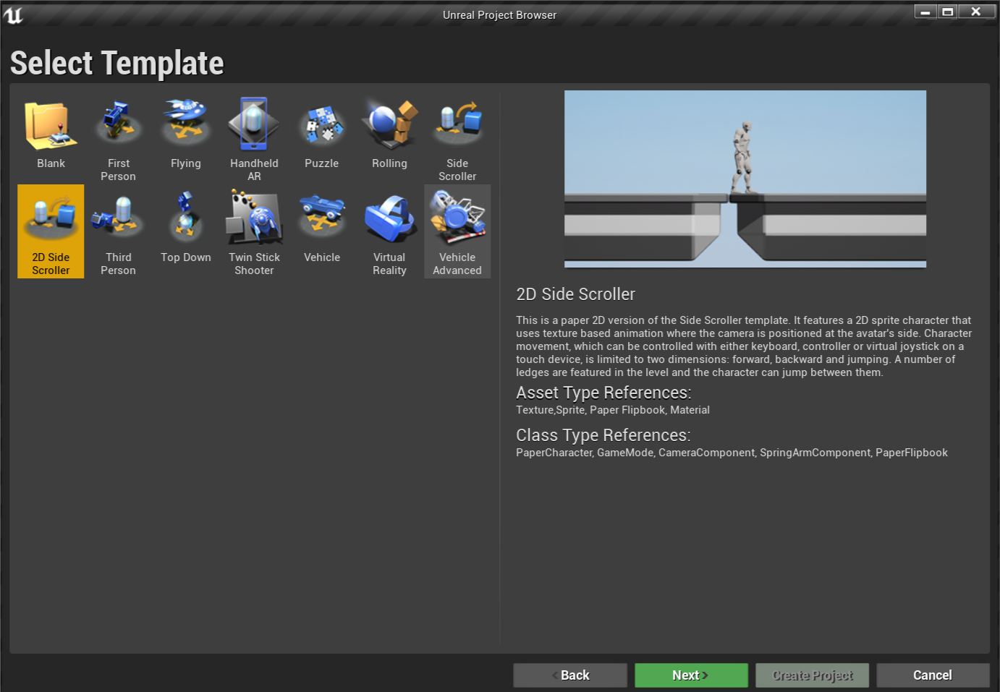 Unreal Project Browser
Select Template
Blank
First
Person
Flying
Handheld
AR
Puzzle
Rolling
Side
Scroller
2D Side
Scroller
Third
Person
Top Down
Twin Stick
Shooter
Vehicle
Virtual
Reality
Vehicle
Advanced
2D Side Scroller
This is a paper 2D version of the Side Scroller template. It features a 2D sprite character that
uses texture based animation where the camera is positioned at the avatar's side. Character
movement, which can be controlled with either keyboard, controller or virtual joystick on a
touch device, is limited to two dimensions: forward, backward and jumping. A number of
ledges are featured in the level and the character can jump between them.
Asset Type References:
Texture,Sprite, Paper Flipbook, Material
Class Type References:
PaperCharacter, GameMode, CameraComponent, SpringArmComponent, PaperFlipbook
< Back
Next >
Create Project
Cancel